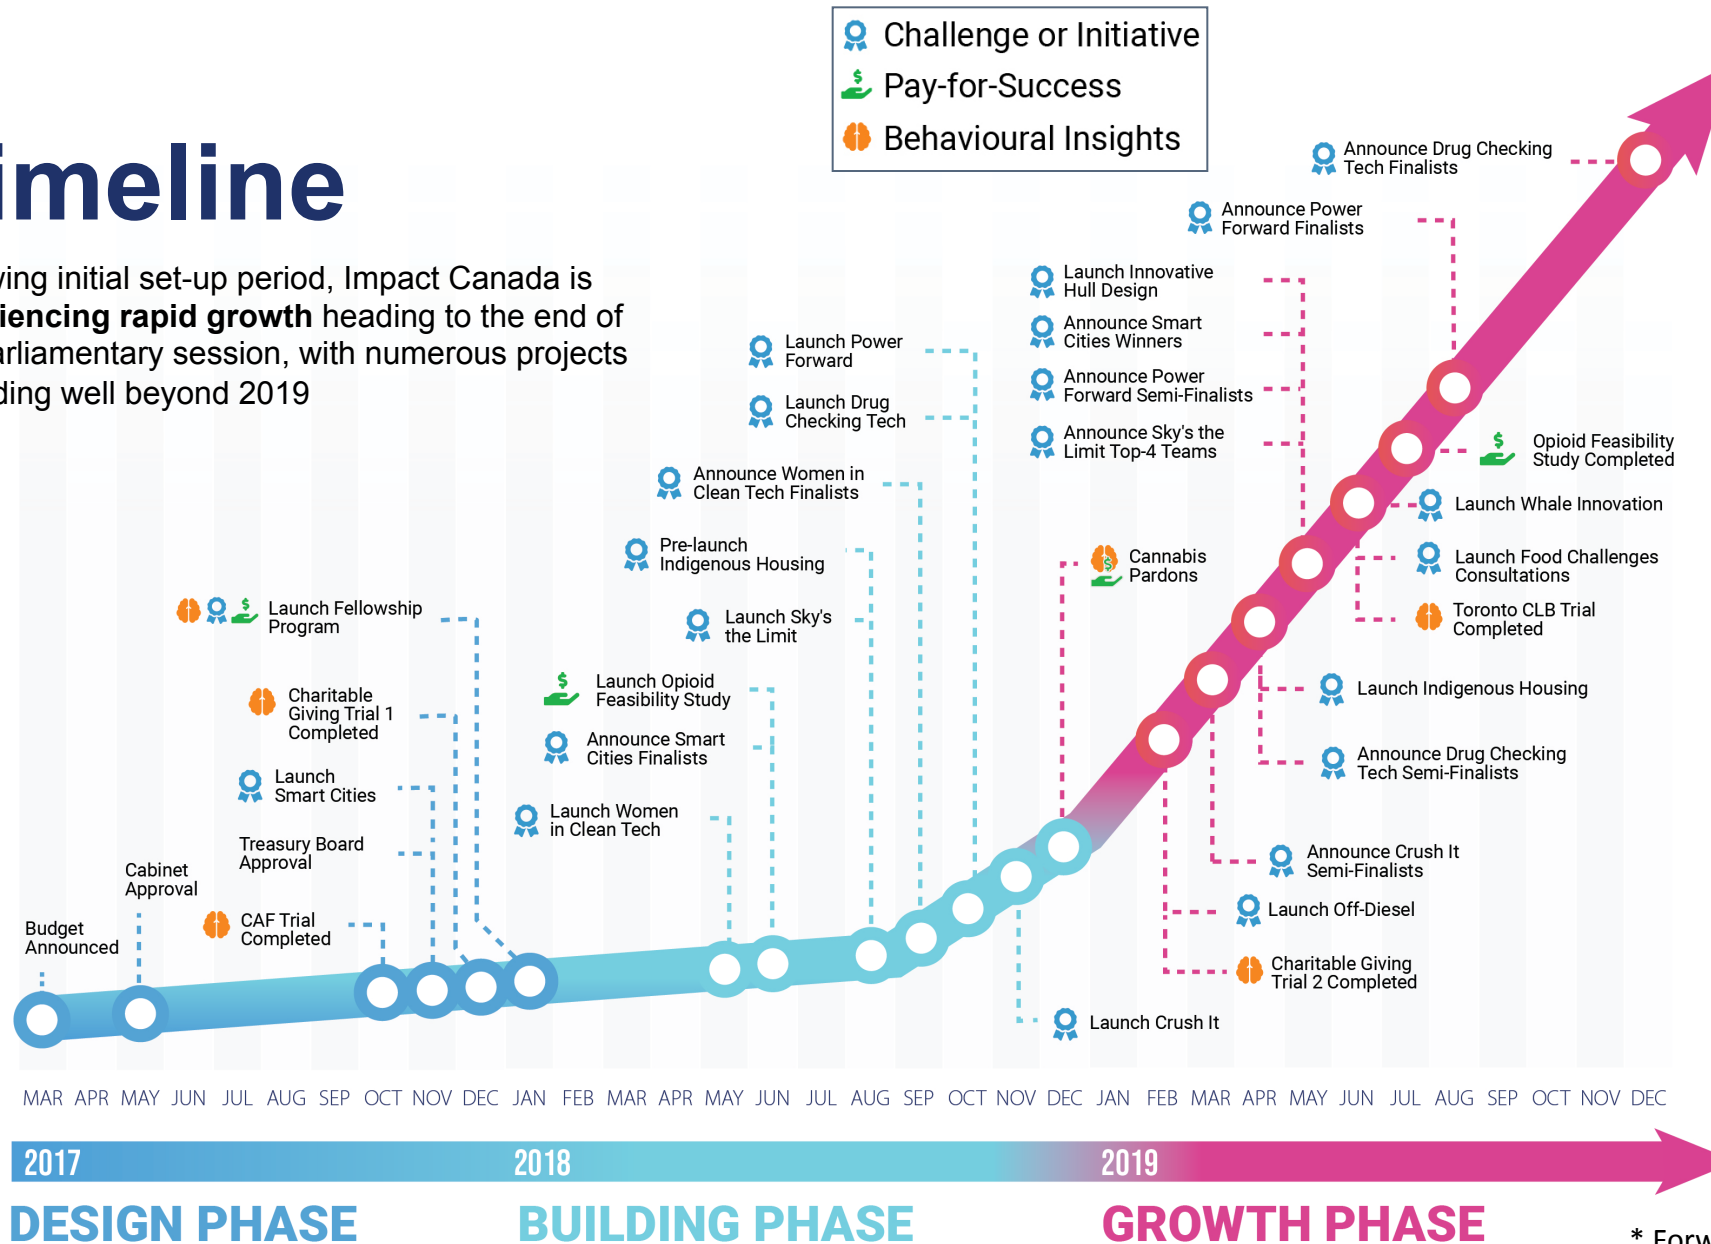 Challenge or Initiative
Pay-for-Success
Behavioural Insights
imeline
ving initial set-up period, Impact Canada is
riencing rapid growth heading to the end of
arliamentary session, with numerous projects
ding well beyond 2019
Announce Drug Checking
Tech Finalists
Announce Power
Forward Finalists
Launch Innovative
Hull Design
Announce Smart
Cities Winners
Announce Power
Forward Semi-Finalists
Announce Sky's the
Limit Top-4 Teams
Launch Power
Forward
Launch Drug
Checking Tech
Announce Women in
Clean Tech Finalists
Pre-launch
Indigenous Housing
Launch Sky's
the Limit
Launch Opioid
Feasibility Study
Announce Smart
Cities Finalists
Launch Women
in Clean Tech
Launch Fellowship
Program
Charitable
Giving Trial 1
Completed
Launch
Smart Cities
Treasury Board
Approval
Cabinet
Approval
CAF Trial
Completed
Budget
Announced
Cannabis
Pardons
Opioid Feasibility
Study Completed
Launch Whale Innovation
Launch Food Challenges
Consultations
Toronto CLB Trial
Completed
Launch Indigenous Housing
Announce Drug Checking
Tech Semi-Finalists
Announce Crush It
Semi-Finalists
Launch Off-Diesel
Charitable Giving
Trial 2 Completed
Launch Crush It
MAR APR MAY JUN JUL AUG SEP OCT NOV DEC JAN FEB MAR APR MAY JUN JUL AUG SEP OCT NOV DEC JAN FEB MAR APR MAY JUN JUL AUG SEP OCT NOV DEC
2017 2018 2019
DESIGN PHASE BUILDING PHASE GROWTH PHASE
* Forw